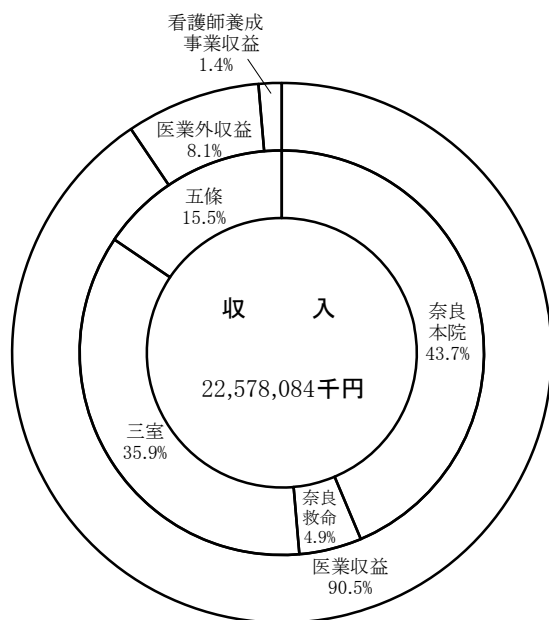 看護師養成
事業収益
1.4%
医業外収益
8.1%
五條
15.5%
収 入
22,578,084千円
奈良
本院
43.7%
三室
35.9%
奈良
救命
4.9%
医業収益
90.5%